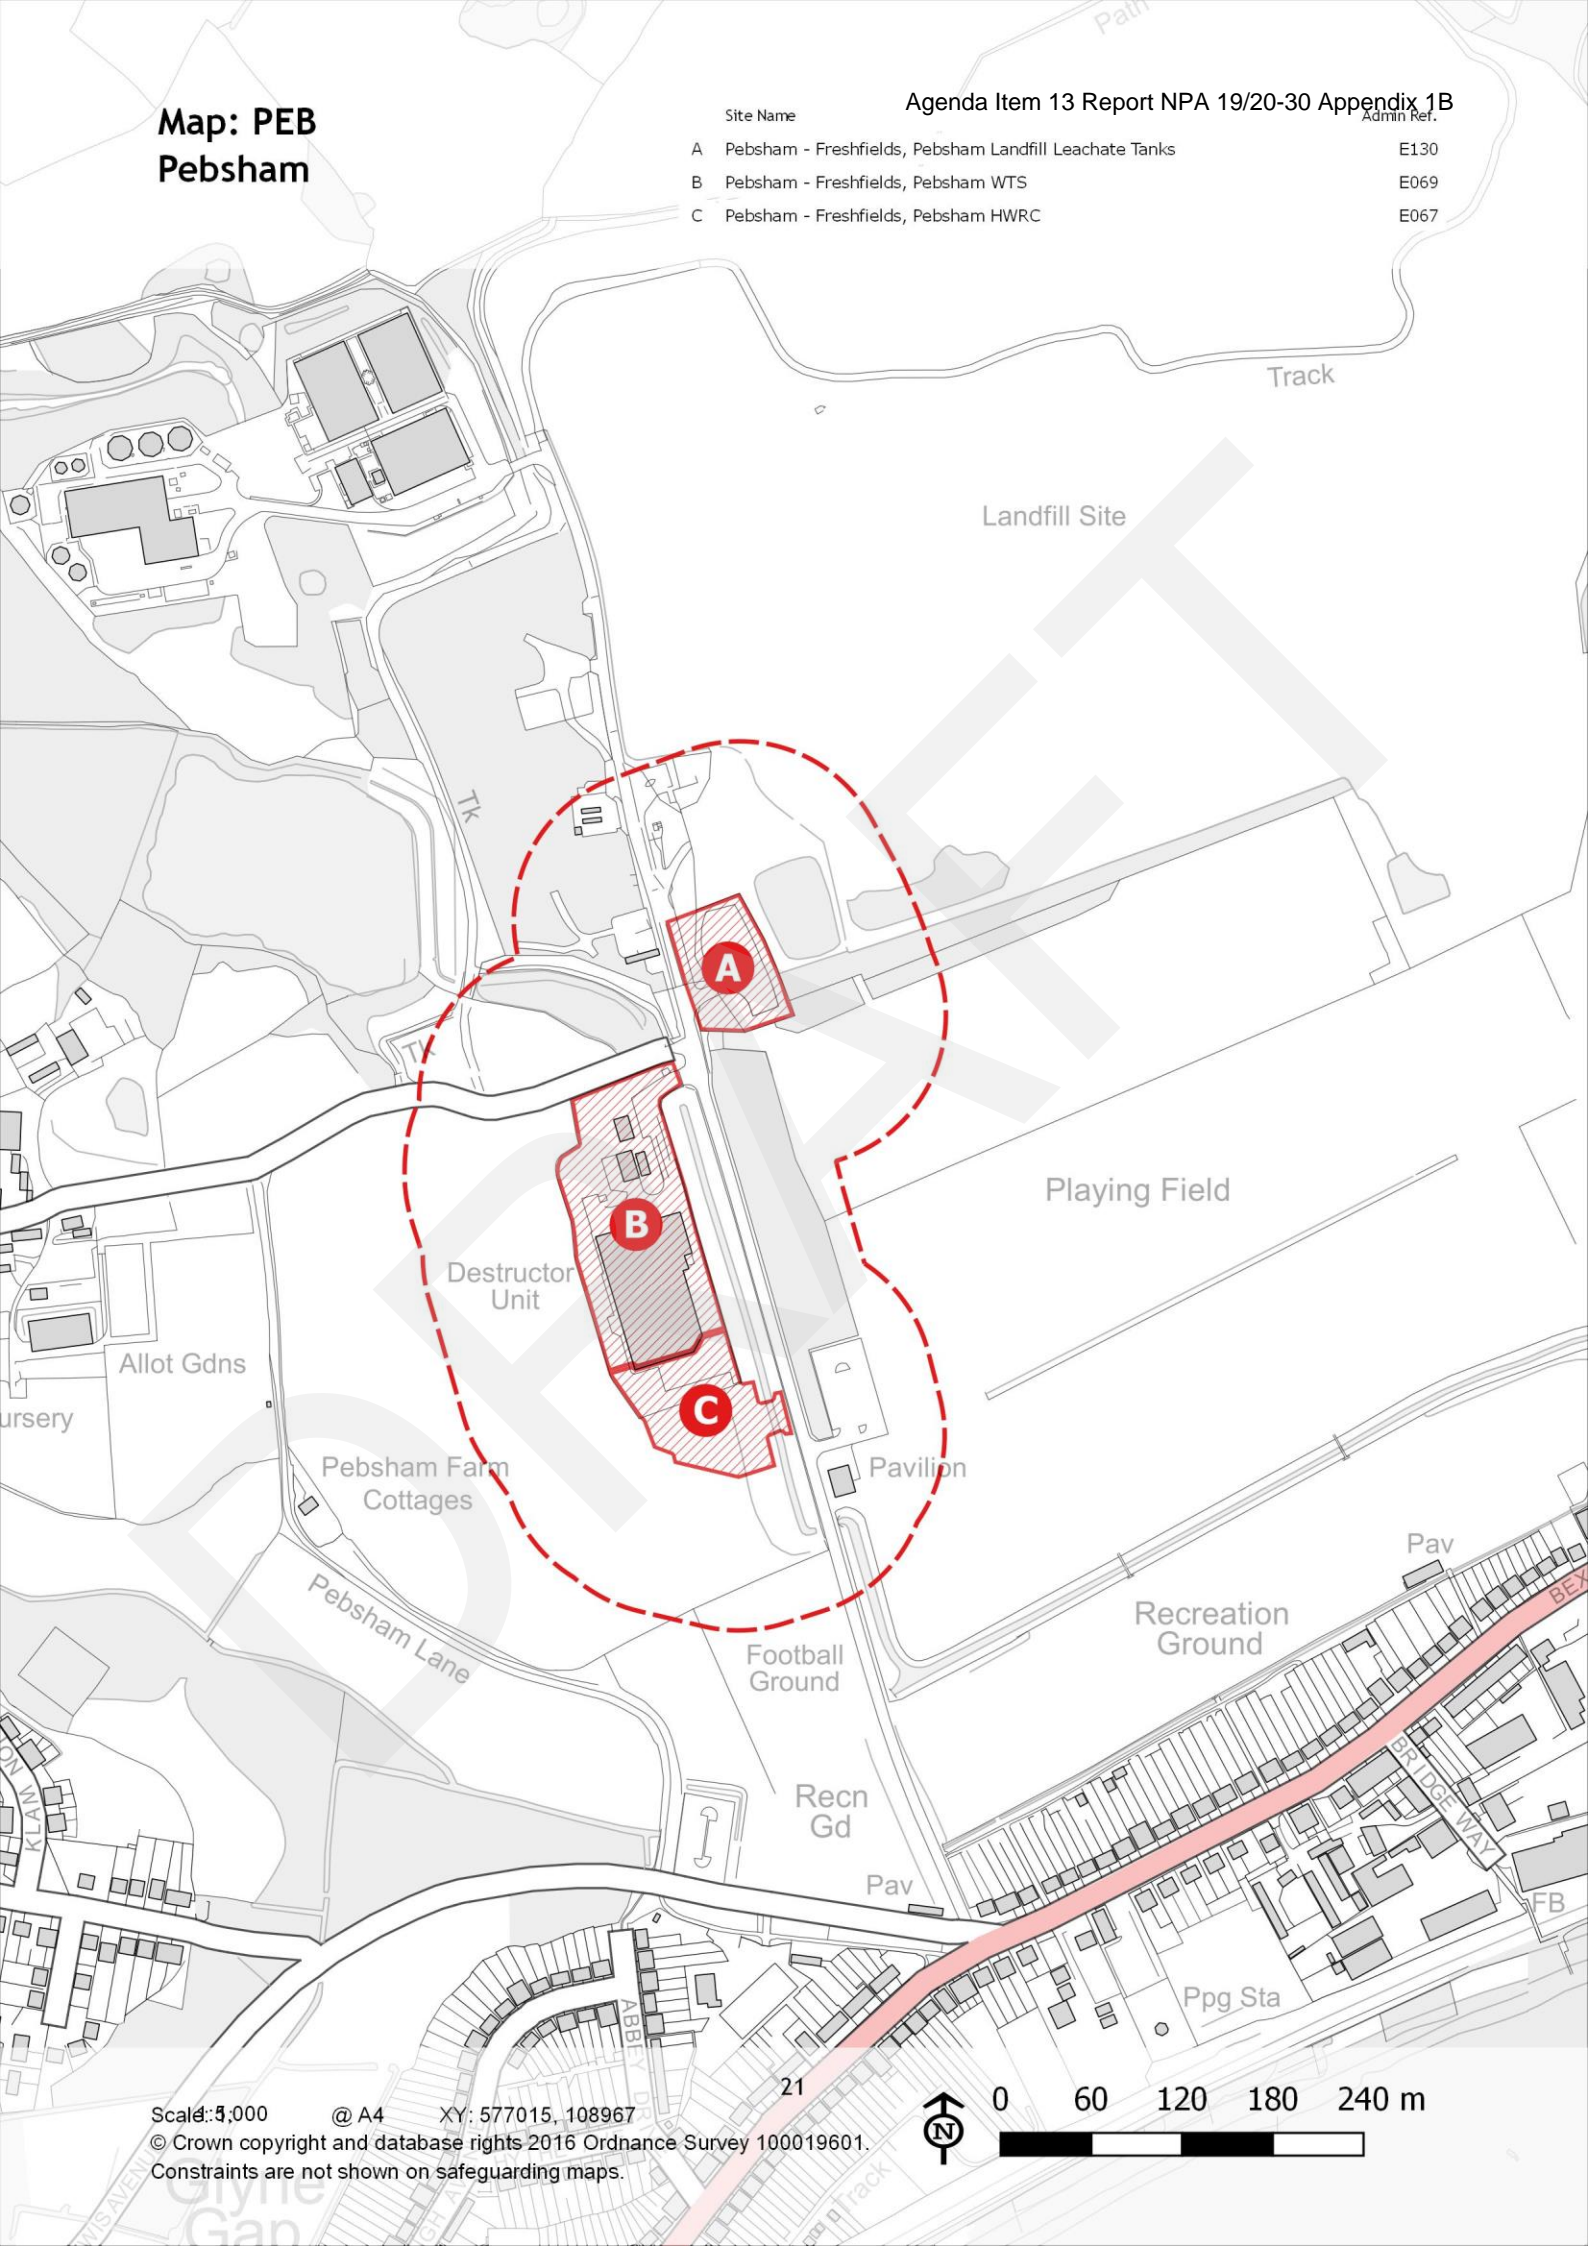 Path
Agenda Item 13 Report NPA 19/20-30 Appendix 1B
Map: PEB
Pebsham
Site Name Admin Ref.
A Pebsham - Freshfields, Pebsham Landfill Leachate Tanks E130
B Pebsham - Freshfields, Pebsham WTS E069
C Pebsham - Freshfields, Pebsham HWRC E067
Track
Landfill Site
Tk
A
Tk
Playing Field
B
Destructor
Unit
Allot Gdns
ursery
C
Pebsham Farm
Cottages
Pavilion
Pav
BEX
Pebsham Lane
Recreation
Ground
Football
Ground
BRIDGE WAY
Recn
Gd
Pav
FB
Ppg Sta
DRAFT
21
0 60 120 180 240 m
N
@ A4 XY: 577015, 108967
© Crown copyright and database rights 2016 Ordnance Survey 100019601.
Constraints are not shown on safeguarding maps.
Track
Glyne
Gap